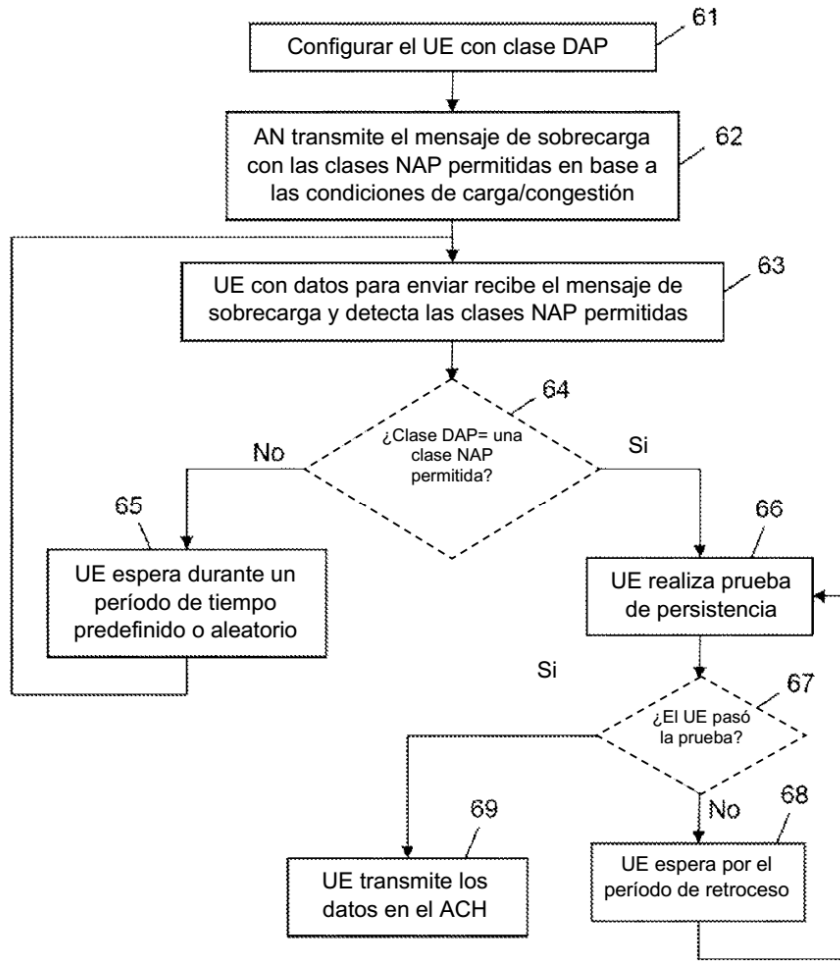 61
Configurar el UE con clase DAP
62
AN transmite el mensaje de sobrecarga
con las clases NAP permitidas en base a
las condiciones de carga/congestión
63
UE con datos para enviar recibe el mensaje de
sobrecarga y detecta las clases NAP permitidas
64
¿Clase DAP= una
clase NAP
permitida?
No
Si
65
UE espera durante un
período de tiempo
predefinido o aleatorio
66
UE realiza prueba
de persistencia
Si
67
¿El UE pasó
la prueba?
No
68
UE espera por el
período de retroceso
69
UE transmite los
datos en el ACH